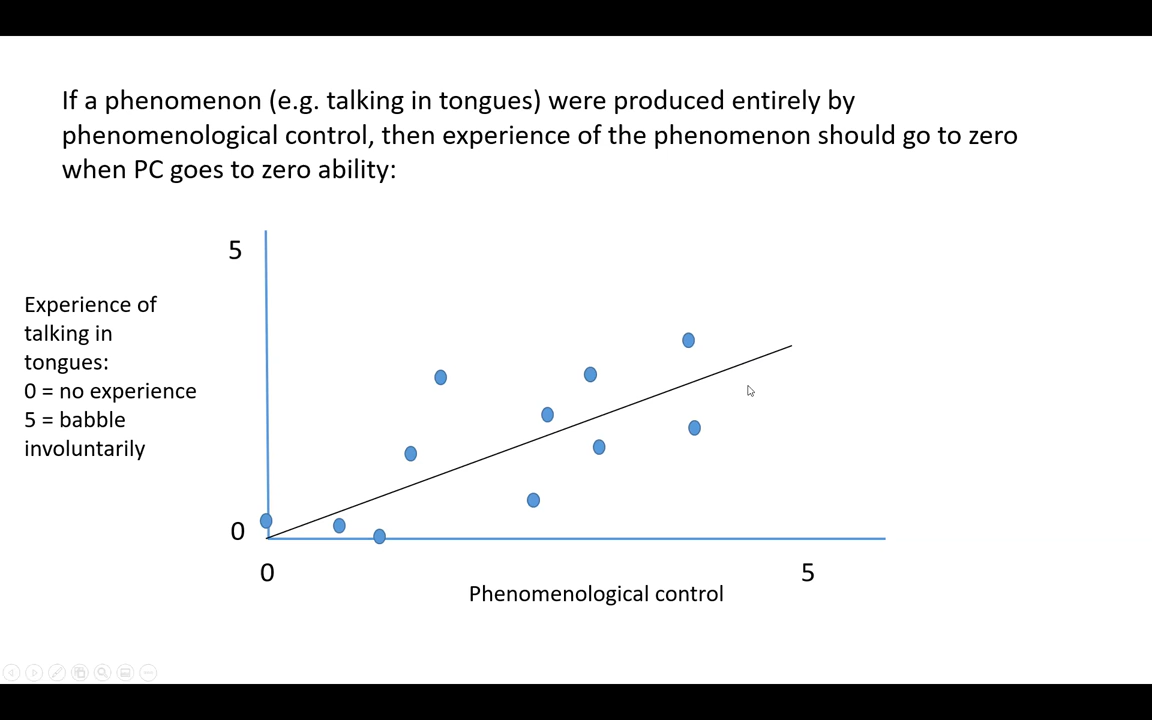 If a phenomenon (e.g. talking in tongues) were produced entirely by
phenomenological control, then experience of the phenomenon should go to zero
when PC goes to zero ability:
5
Experience of
talking in
tongues:
0 = no experience
5 = babble
involuntarily
0
0
5
Phenomenological control